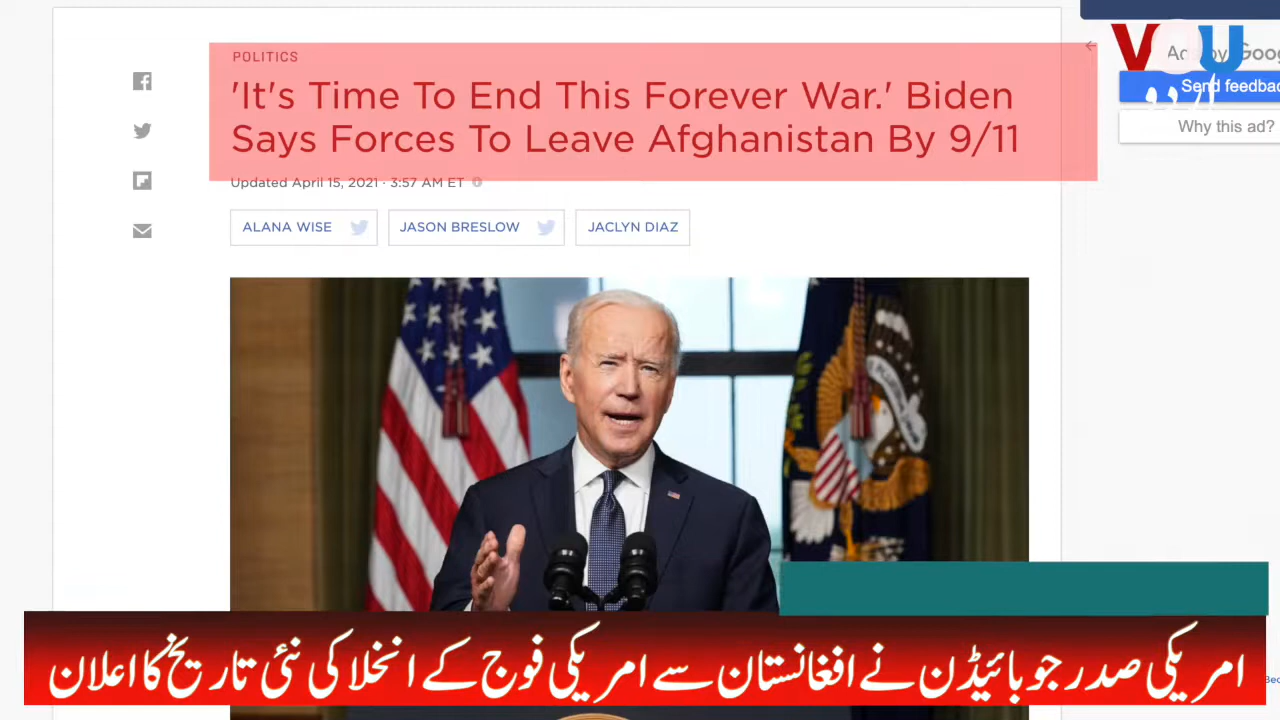 POLITICS
'It's Time To End This Forever War.' Biden
Says Forces To Leave Afghanistan By 9/11
Updated April 15, 2021 · 3:57 AM ET
ALANA WISE
JASON BRESLOW
JACLYN DIAZ
Send feedbac
Why this ad?
اردو
امریکی صدر جو بائیڈن نے افغانستان سے امریکی فوج کے انخلا کی نئی تاریخ کا اعلان